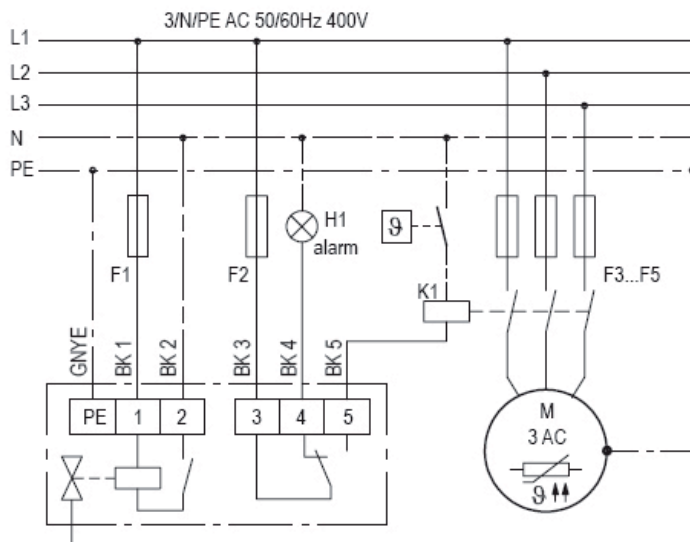 3/N/PE AC 50/60Hz 400V
L1
L2
L3
N
PE
H1
alarm
ϑ
F1
F2
F3...F5
K1
GNYE
BK 1
BK 2
BK 3
BK 4
BK 5
PE 1 2
3 4 5
M
3 AC
ϑ